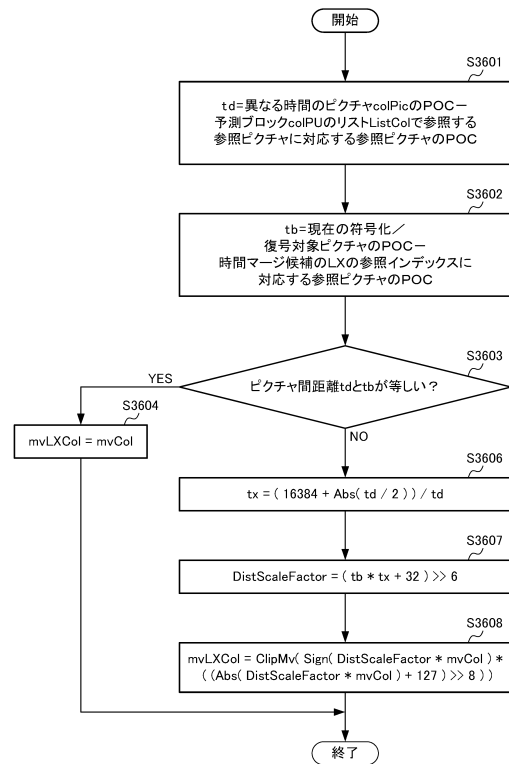 開始
S3601
td=異なる時間のピクチャcolPicのPOC−
予測ブロックcolPUのリストListColで参照する
参照ピクチャに対応する参照ピクチャのPOC
S3602
tb=現在の符号化／
復号対象ピクチャのPOC−
時間マージ候補のLXの参照インデックスに
対応する参照ピクチャのPOC
S3603
ピクチャ間距離tdとtbが等しい？
YES
NO
S3604
mvLXCol = mvCol
S3606
tx = ( 16384 + Abs( td / 2 ) ) / td
S3607
DistScaleFactor = ( tb * tx + 32 ) >> 6
S3608
mvLXCol = ClipMv( Sign( DistScaleFactor * mvCol ) *
( (Abs( DistScaleFactor * mvCol ) + 127 ) >> 8 ) )
終了